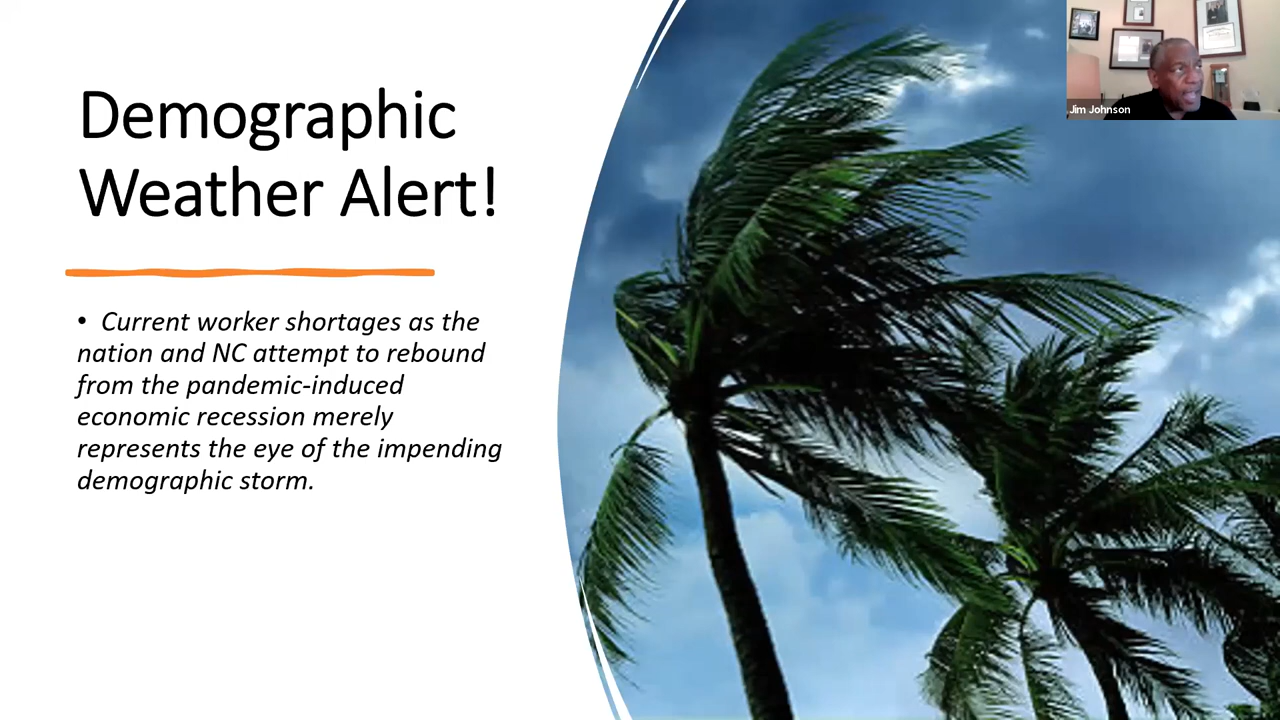 Demographic
Weather Alert!
• Current worker shortages as the
nation and NC attempt to rebound
from the pandemic-induced
economic recession merely
represents the eye of the impending
demographic storm.
Jim Johnson